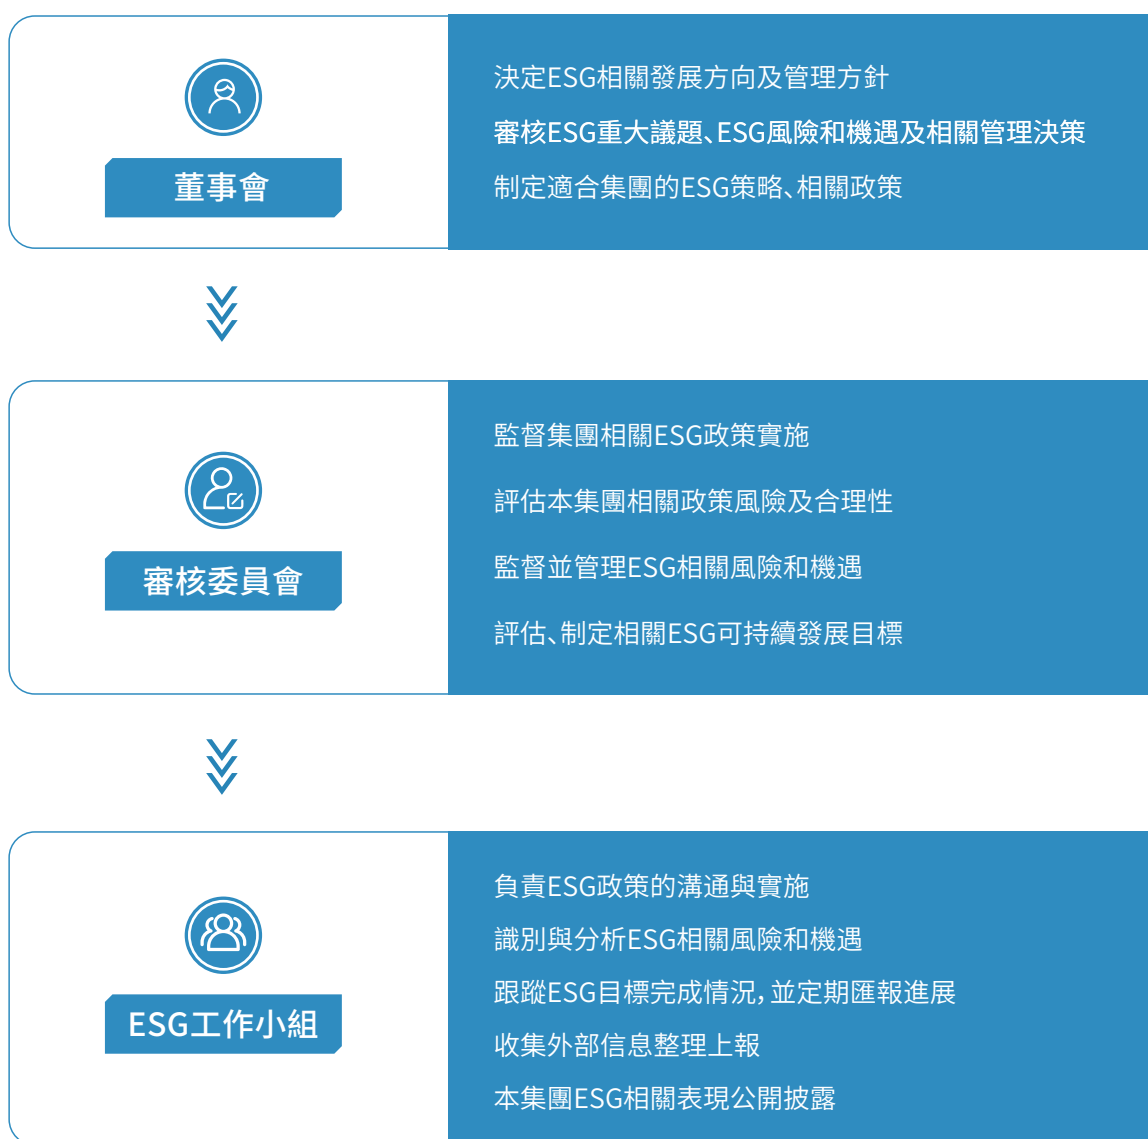 董事會
決定ESG相關發展方向及管理方針
審核ESG重大議題、ESG風險和機遇及相關管理決策
制定適合集團的ESG策略、相關政策
審核委員會
監督集團相關ESG政策實施
評估本集團相關政策風險及合理性
監督並管理ESG相關風險和機遇
評估、制定相關ESG可持續發展目標
ESG工作小組
負責ESG政策的溝通與實施
識別與分析ESG相關風險和機遇
跟蹤ESG目標完成情況，並定期匯報進展
收集外部信息整理上報
本集團ESG相關表現公開披露